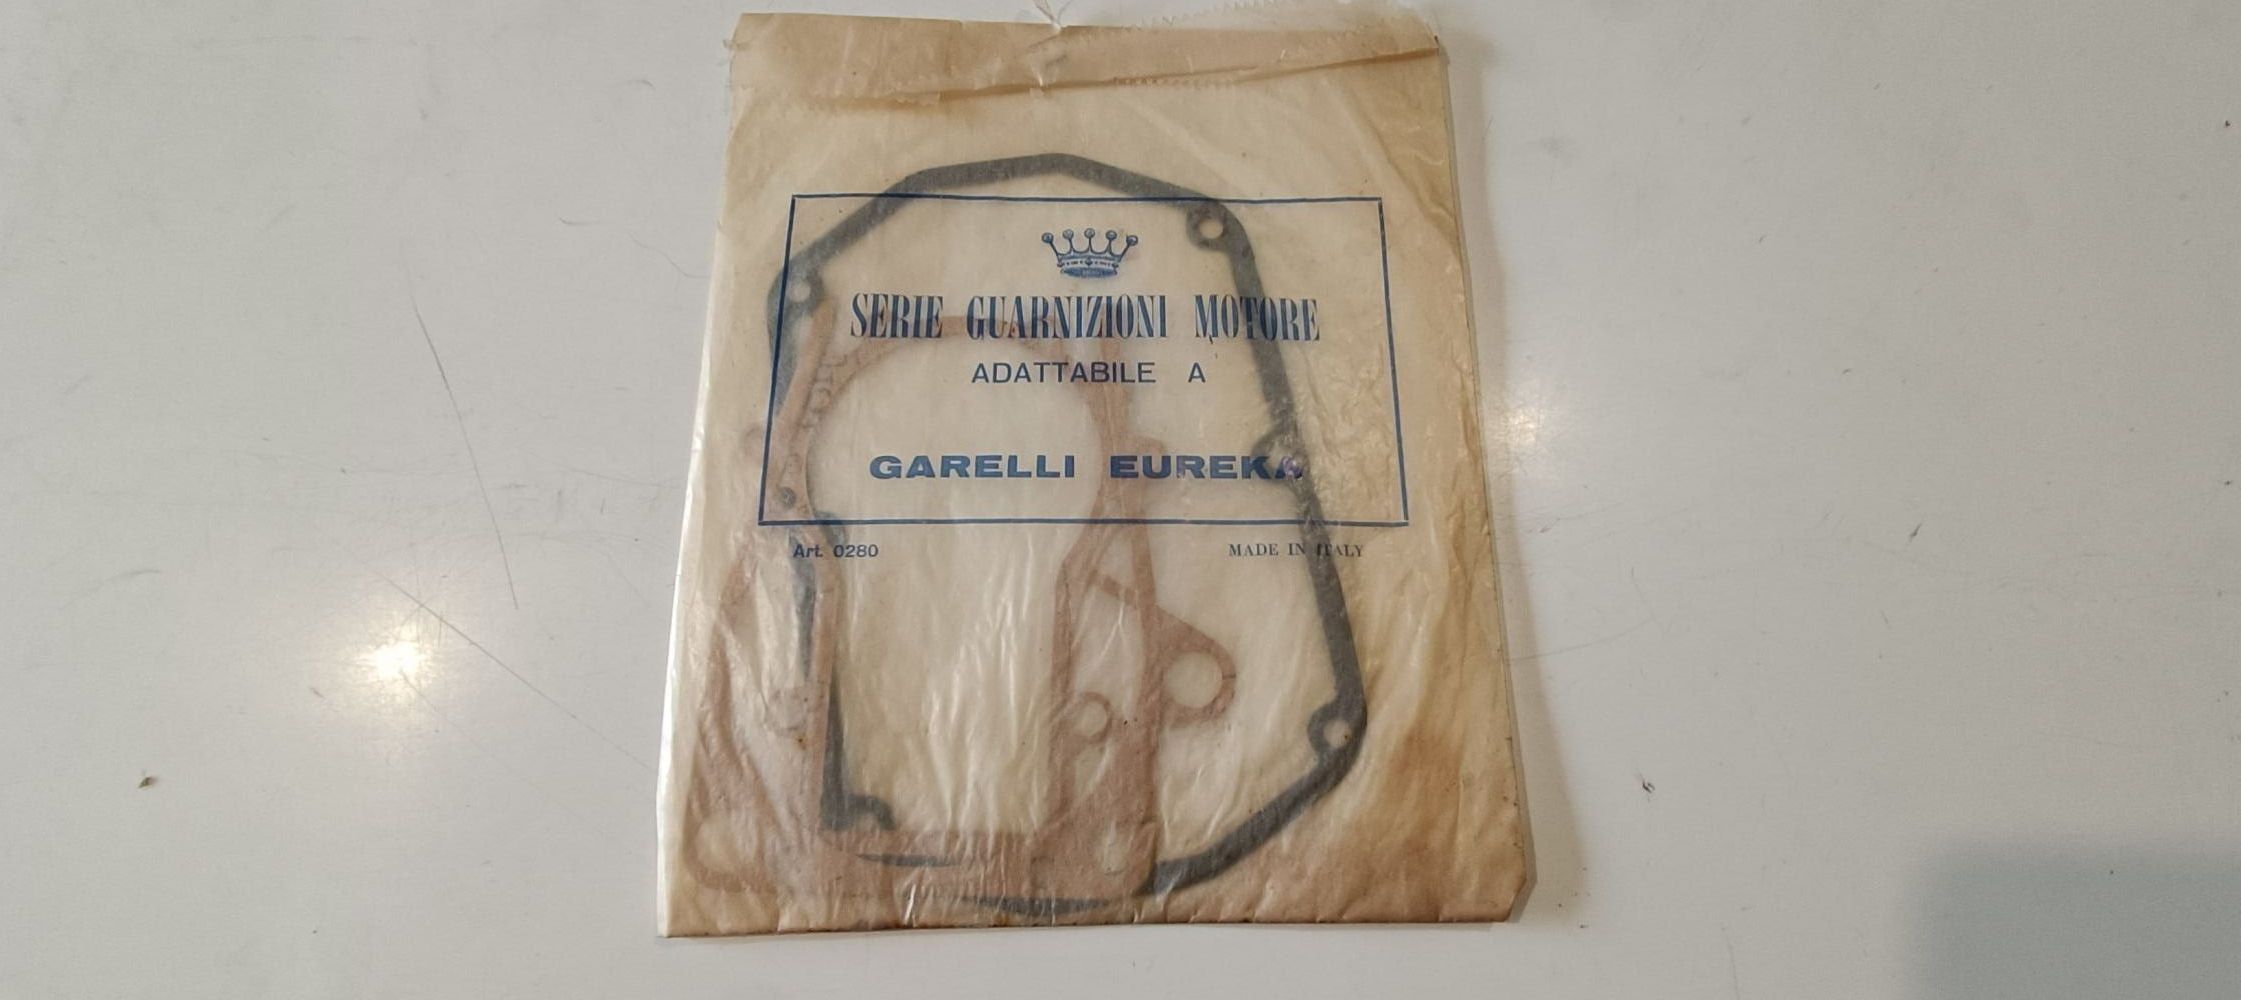 SERIE GUARNIZIONI MOTORE
ADATTABILE A
GARELLI EUREKA
Art. 0280
MADE IN ITALY